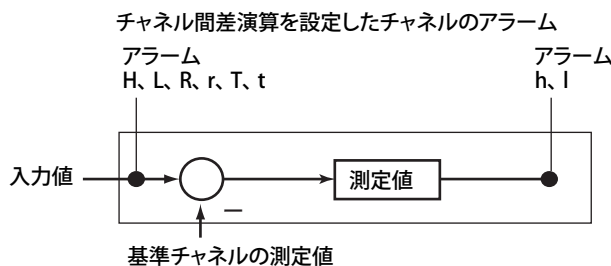 チャネル間差演算を設定したチャネルのアラーム
アラーム
H、L、R、r、T、t
アラーム
h、l
入力値
測定値
−
基準チャネルの測定値